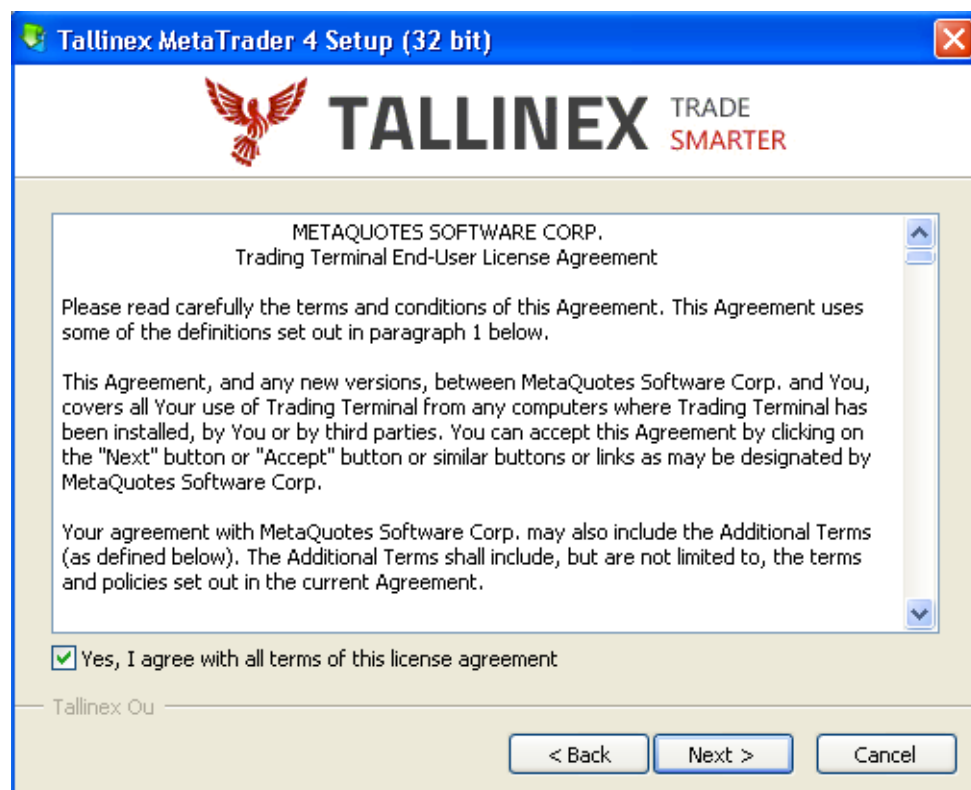 Tallinex MetaTrader 4 Setup (32 bit)
TALLINEX TRADE
SMARTER
METAQUOTES SOFTWARE CORP.
Trading Terminal End-User License Agreement
Please read carefully the terms and conditions of this Agreement. This Agreement uses
some of the definitions set out in paragraph 1 below.
This Agreement, and any new versions, between MetaQuotes Software Corp. and You,
covers all Your use of Trading Terminal from any computers where Trading Terminal has
been installed, by You or by third parties. You can accept this Agreement by clicking on
the "Next" button or "Accept" button or similar buttons or links as may be designated by
MetaQuotes Software Corp.
Your agreement with MetaQuotes Software Corp. may also include the Additional Terms
(as defined below). The Additional Terms shall include, but are not limited to, the terms
and policies set out in the current Agreement.
Yes, I agree with all terms of this license agreement
Tallinex Ou
< Back Next > Cancel